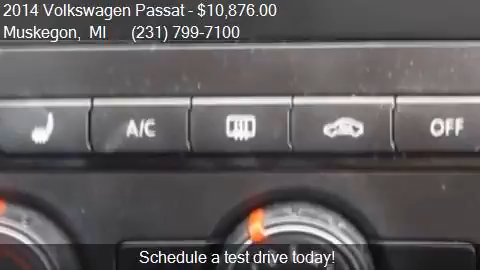 2014 Volkswagen Passat - $10,876.00
Muskegon, MI (231) 799-7100
A/C
OFF
Schedule a test drive today!